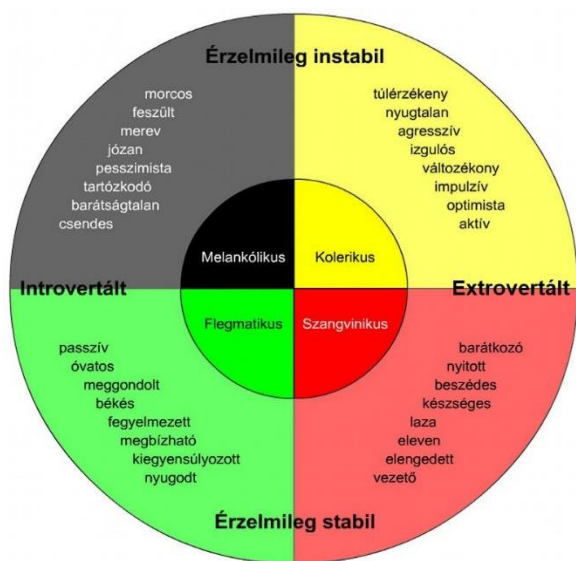 Érzelmileg instabil
morcos
feszült
merev
józan
pesszimista
tartózkodó
barátságtalan
csendes
túlérzékeny
nyugtalan
agresszív
izgulós
változékony
impulzív
optimista
aktív
Melankólikus
Kolerikus
Introvertált
Extrovertált
Flegmatikus
Szangvinikus
passzív
óvatos
meggondolt
békés
fegyelmezett
megbízható
kiegyensúlyozott
nyugodt
barátkozó
nyitott
beszédes
készséges
laza
eleven
elengedett
vezető
Érzelmileg stabil